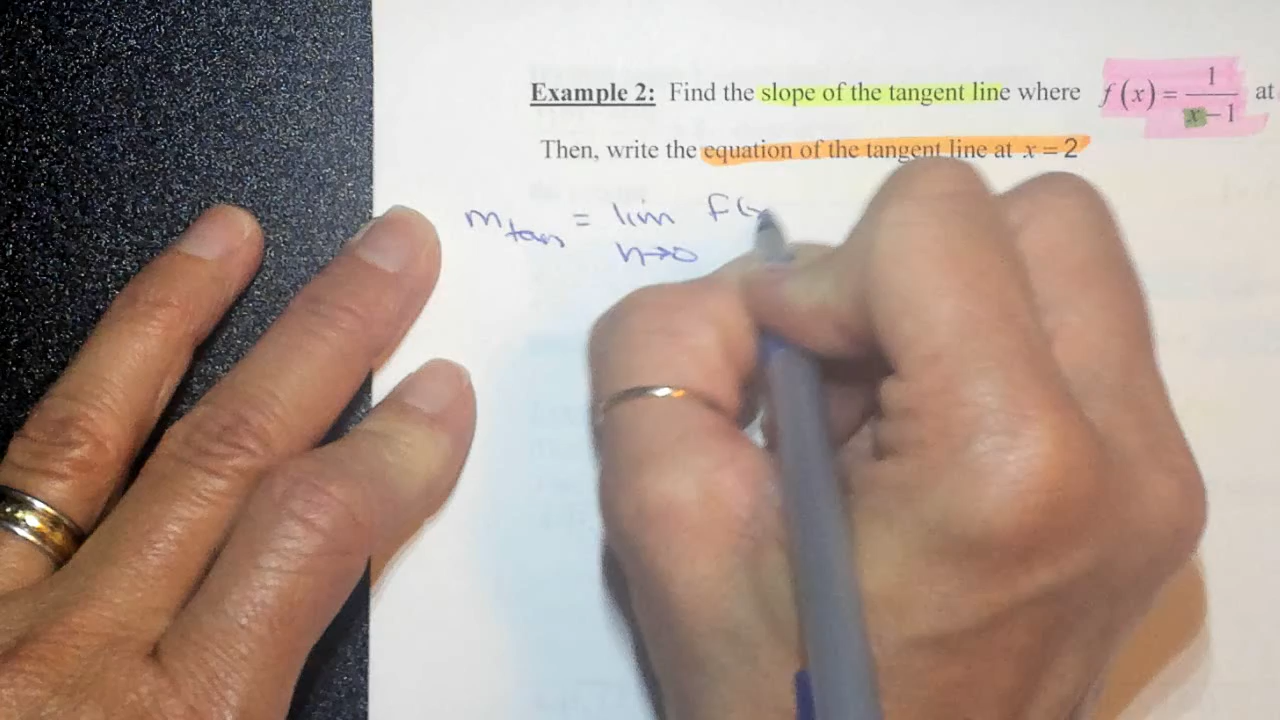 Example 2: Find the slope of the tangent line where f(x) = 1/(x-1) at
Then, write the equation of the tangent line at x = 2
m_tan = lim f(x
h→0